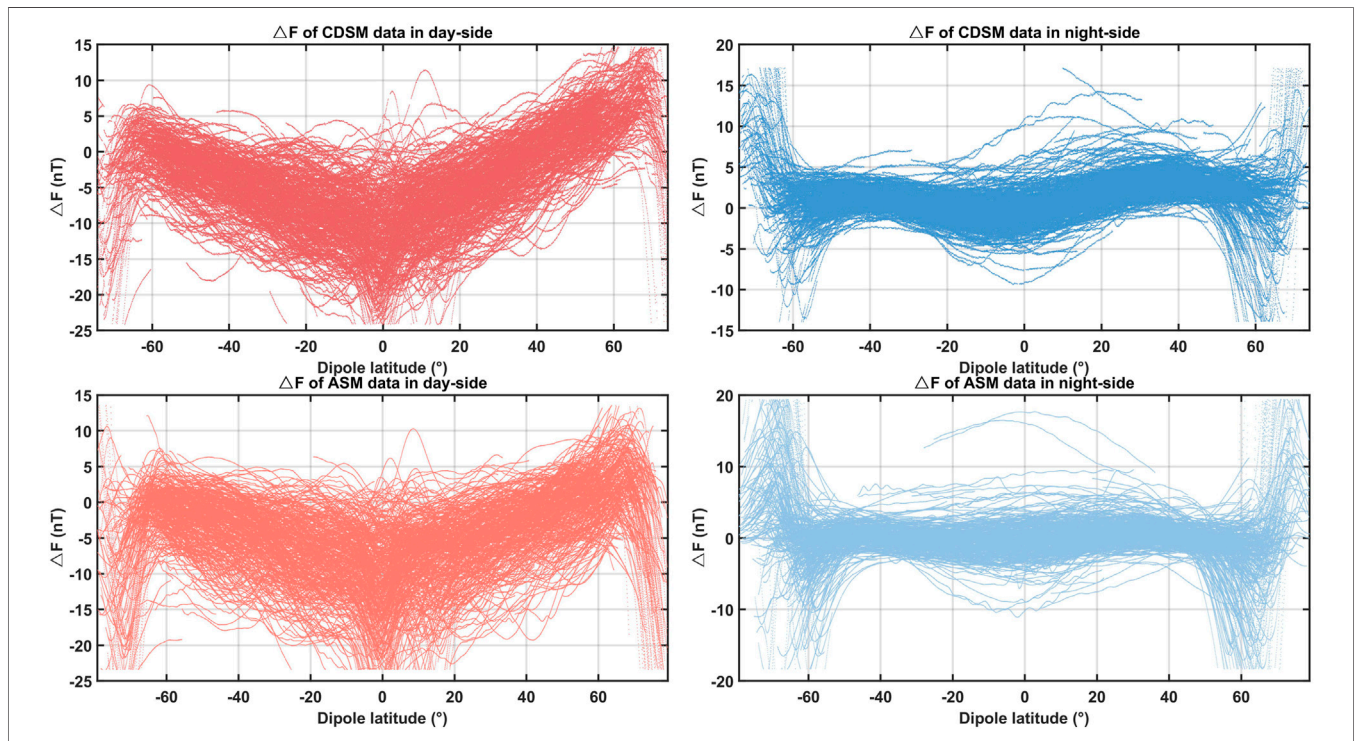 △F of CDSM data in day-side
15
10
5
0
-5
-10
-15
-20
-25
△F (nT)
-60 -40 -20 0 20 40 60
Dipole latitude (°)
△F of CDSM data in night-side
20
15
10
5
0
-5
-10
-15
△F (nT)
-60 -40 -20 0 20 40 60
Dipole latitude (°)
△F of ASM data in day-side
15
10
5
0
-5
-10
-15
-20
-25
△F (nT)
-60 -40 -20 0 20 40 60
Dipole latitude (°)
△F of ASM data in night-side
20
10
0
-10
-20
△F (nT)
-60 -40 -20 0 20 40 60
Dipole latitude (°)